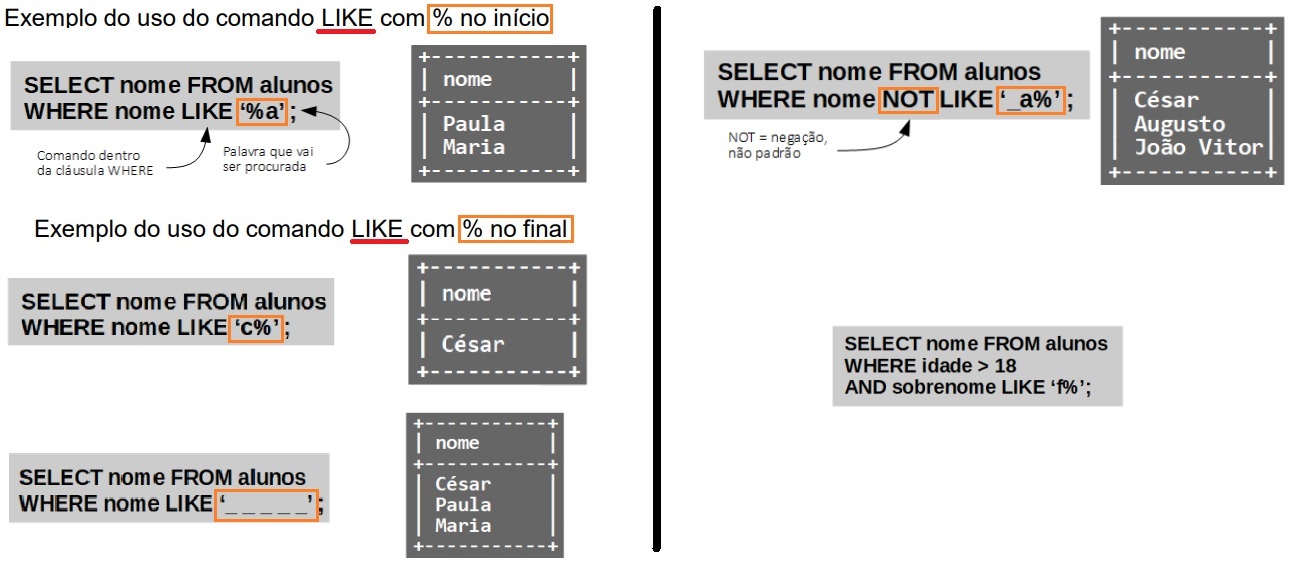 Exemplo do uso do comando LIKE com % no início
SELECT nome FROM alunos
WHERE nome LIKE ‘%a’ ;
Comando dentro
da cláusula WHERE
Palavra que vai
ser procurada
+-----------+
| nome |
+-----------+
| Paula |
| Maria |
+-----------+
Exemplo do uso do comando LIKE com % no final
SELECT nome FROM alunos
WHERE nome LIKE ‘c%’ ;
+-----------+
| nome |
+-----------+
| César |
+-----------+
SELECT nome FROM alunos
WHERE nome LIKE ‘_ _ _ _ _’ ;
+-----------+
| nome |
+-----------+
| César |
| Paula |
| Maria |
+-----------+
SELECT nome FROM alunos
WHERE nome NOT LIKE ‘_a%’ ;
NOT = negação,
não padrão
+-----------+
| nome |
+-----------+
| César |
| Augusto |
| João Vitor|
+-----------+
SELECT nome FROM alunos
WHERE idade > 18
AND sobrenome LIKE ‘f%’;